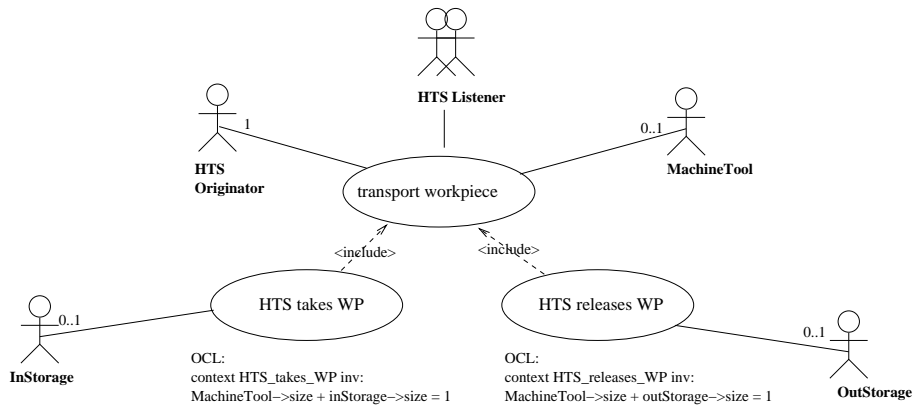 HTS Listener
1
0..1
HTS
Originator
MachineTool
transport workpiece
<include>
<include>
HTS takes WP
HTS releases WP
0..1
0..1
InStorage
OutStorage
OCL:
context HTS_takes_WP inv:
MachineTool−>size + inStorage−>size = 1
OCL:
context HTS_releases_WP inv:
MachineTool−>size + outStorage−>size = 1